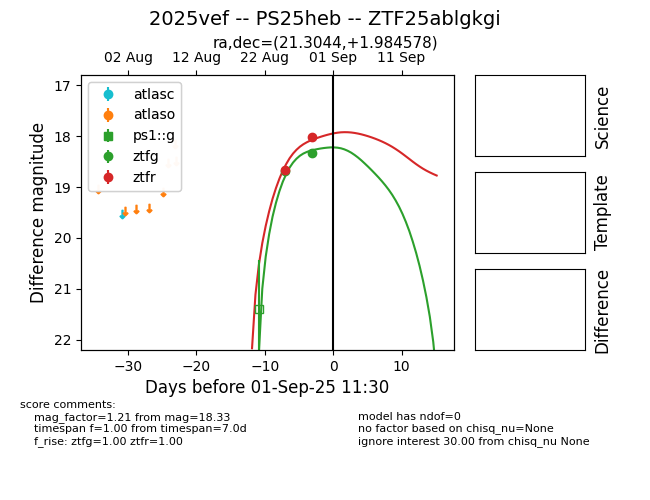 2025vef -- PS25heb -- ZTF25ablgkgi
ra,dec=(21.3044,+1.984578)
02 Aug 12 Aug 22 Aug 01 Sep 11 Sep
17
18
19
20
21
22
Difference magnitude
atlasc
atlaso
ps1::g
ztfg
ztfr
−30 −20 −10 0 10
Days before 01-Sep-25 11:30
Science
Template
Difference
score comments:
mag_factor=1.21 from mag=18.33
timespan f=1.00 from timespan=7.0d
f_rise: ztfg=1.00 ztfr=1.00
model has ndof=0
no factor based on chisq_nu=None
ignore interest 30.00 from chisq_nu None